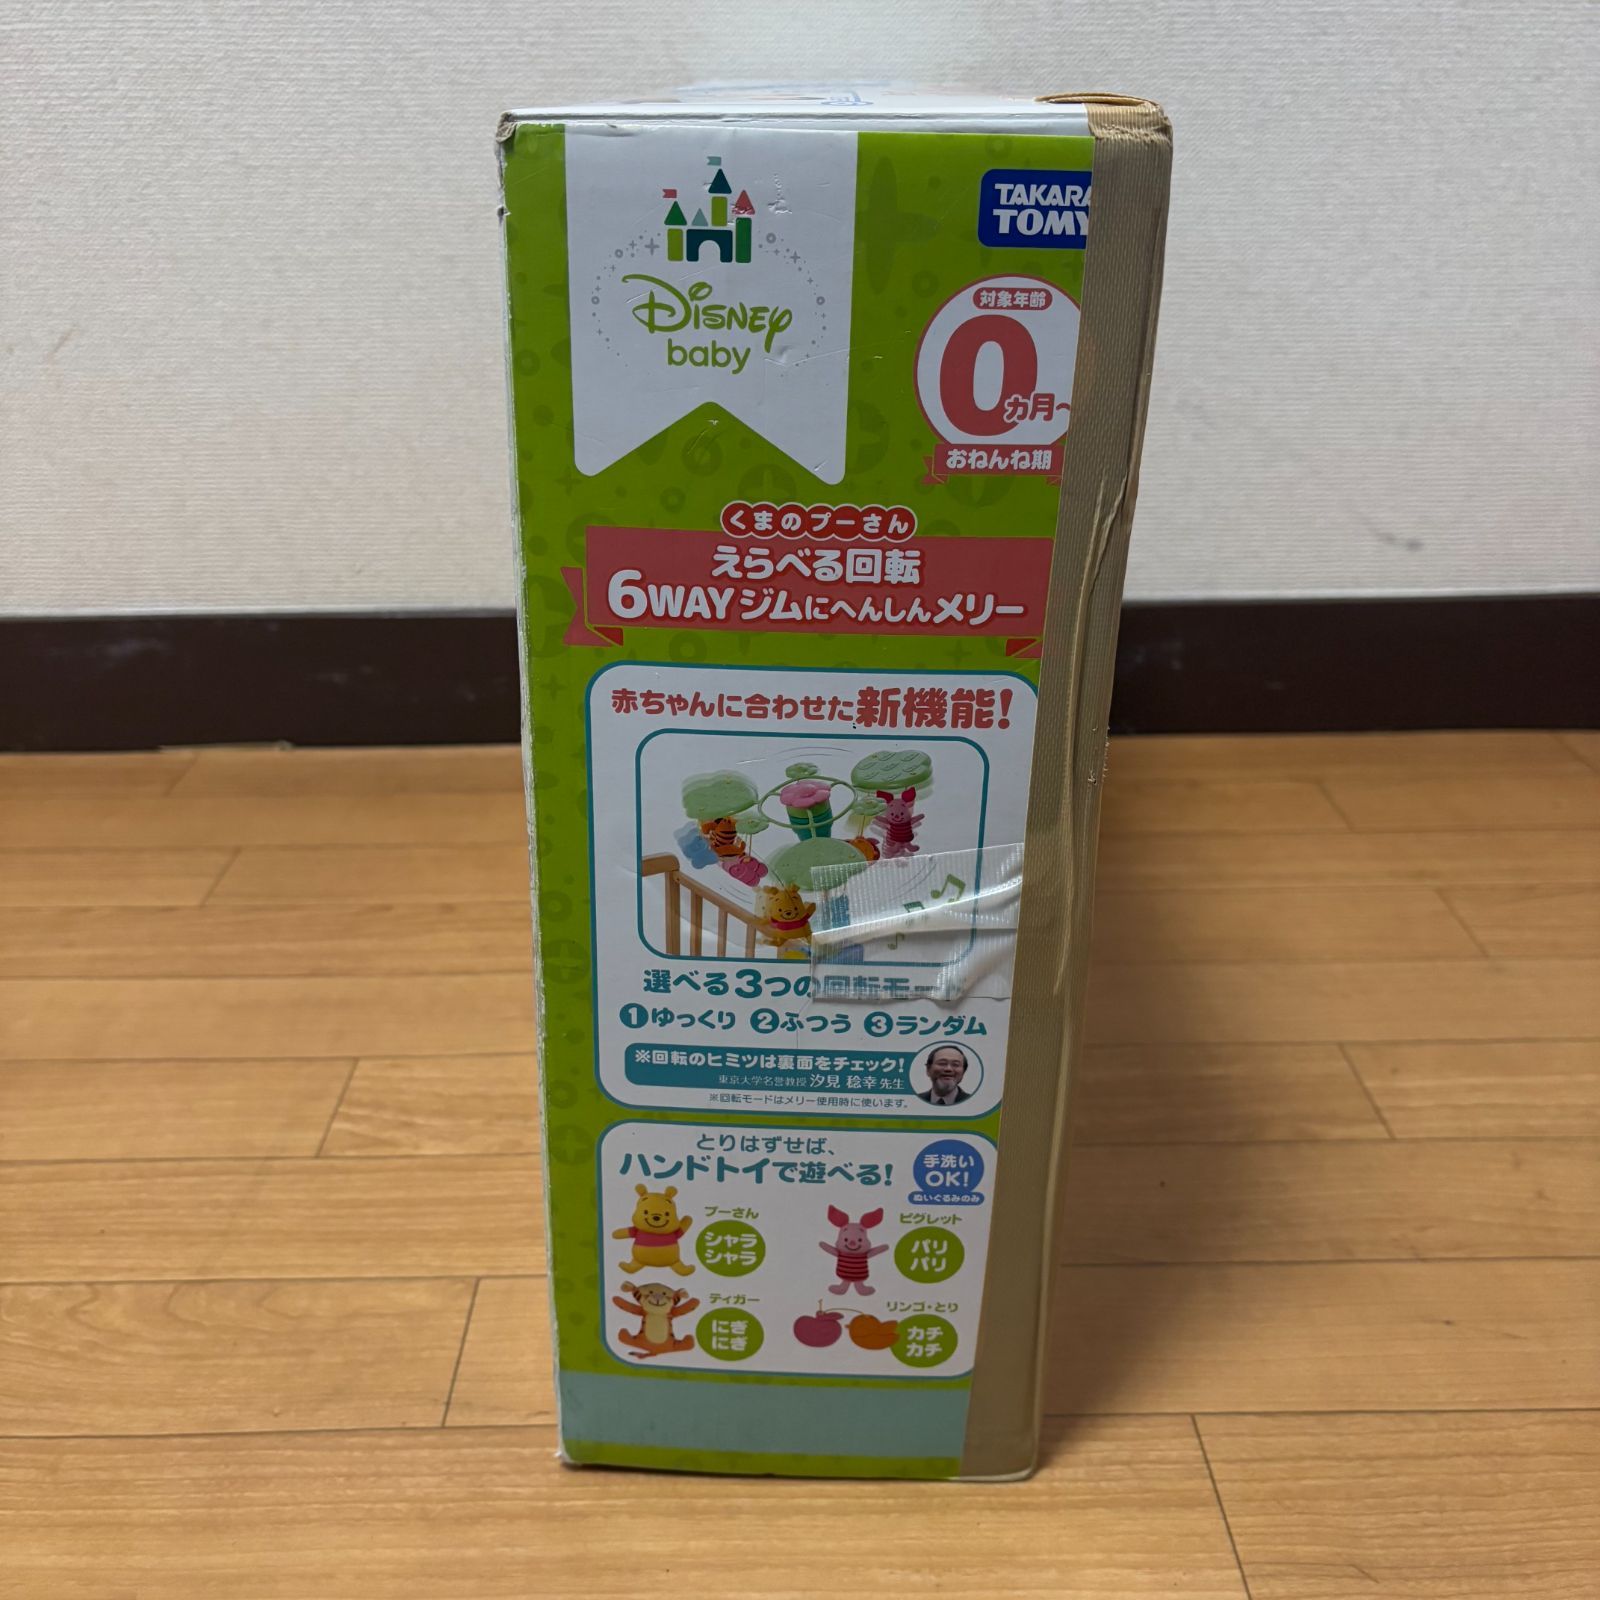 Disney
baby
TAKARA
TOMY
対象年齢
0カ月~
おねんね期
くまのプーさん
えらべる回転
6WAYジムにへんしんメリー
赤ちゃんに合わせた新機能!
選べる3つの回転モード
1ゆっくり 2ふつう 3ランダム
※回転のヒミツは裏面をチェック!
東京大学名誉教授 汐見 稔幸 先生
※回転モードはメリー使用時に使います。
とりはずせば、
ハンドトイで遊べる!
手洗い
OK!
ぬいぐるみのみ
プーさん
シャラ
シャラ
ピグレット
パリ
パリ
ティガー
にぎ
にぎ
リンゴ・とり
カチ
カチ